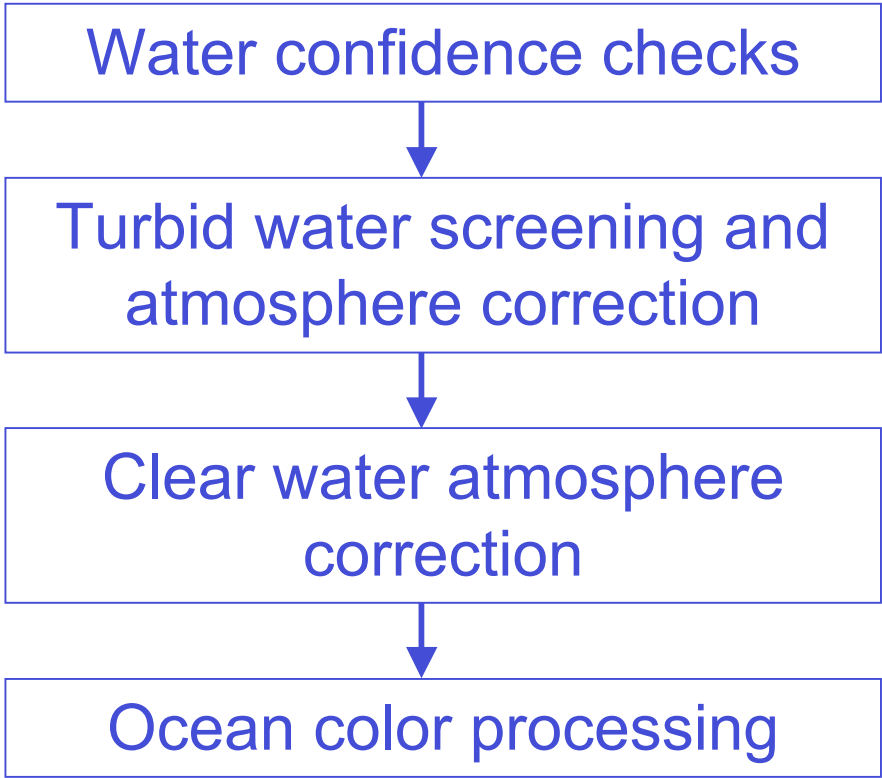 Water confidence checks
Turbid water screening and
atmosphere correction
Clear water atmosphere
correction
Ocean color processing